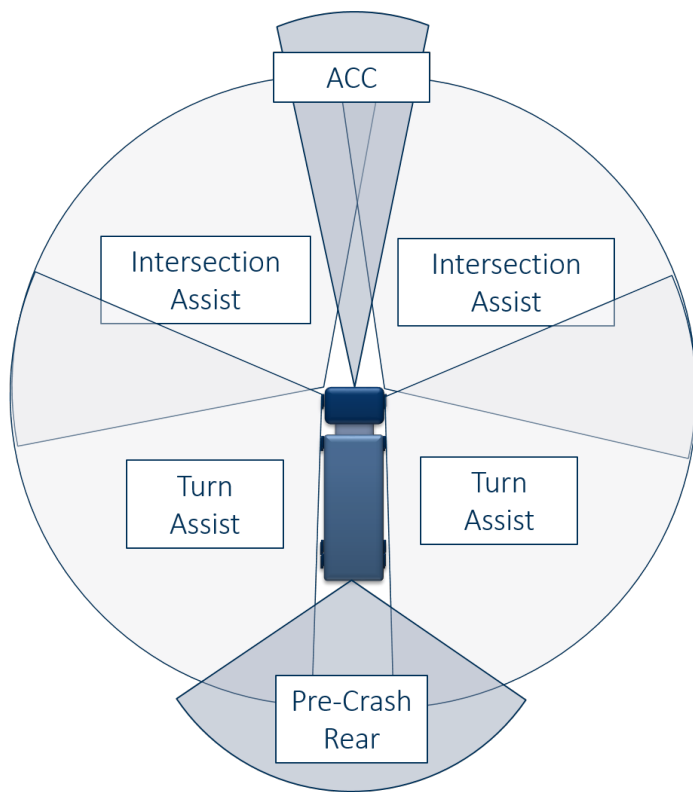 ACC
Intersection
Assist
Intersection
Assist
Turn
Assist
Turn
Assist
Pre-Crash
Rear